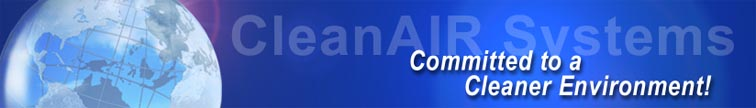 CleanAIR Systems
Committed to a
Cleaner Environment!